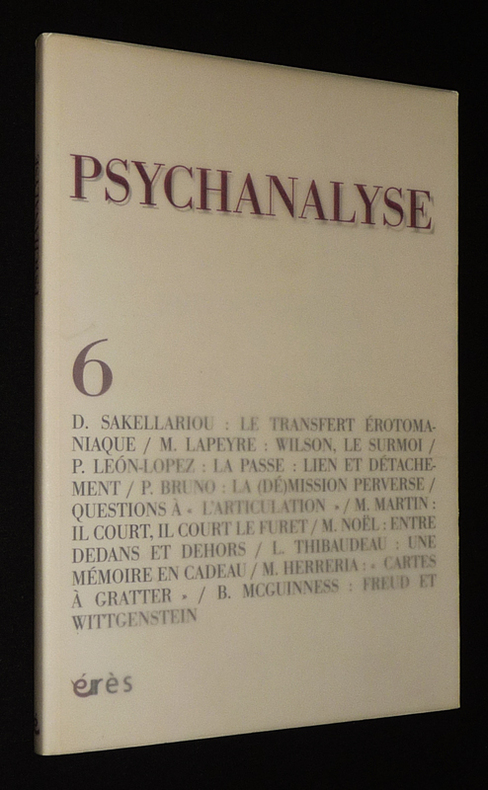 PSYCHANALYSE
6
D. SAKELLARIOU : LE TRANSFERT ÉROTOMA-
NIAQUE / M. LAPEYRE : WILSON, LE SURMOI /
P. LEÓN-LOPEZ : LA PASSE : LIEN ET DÉTACHE-
MENT / P. BRUNO : LA (DÉ)MISSION PERVERSE /
QUESTIONS À « L'ARTICULATION » / M. MARTIN :
IL COURT, IL COURT LE FURET / M. NOËL : ENTRE
DEDANS ET DEHORS / L. THIBAUDEAU : UNE
MÉMOIRE EN CADEAU / M. HERRERIA : « CARTES
À GRATTER » / B. MCGUINNESS : FREUD ET
WITTGENSTEIN
érès